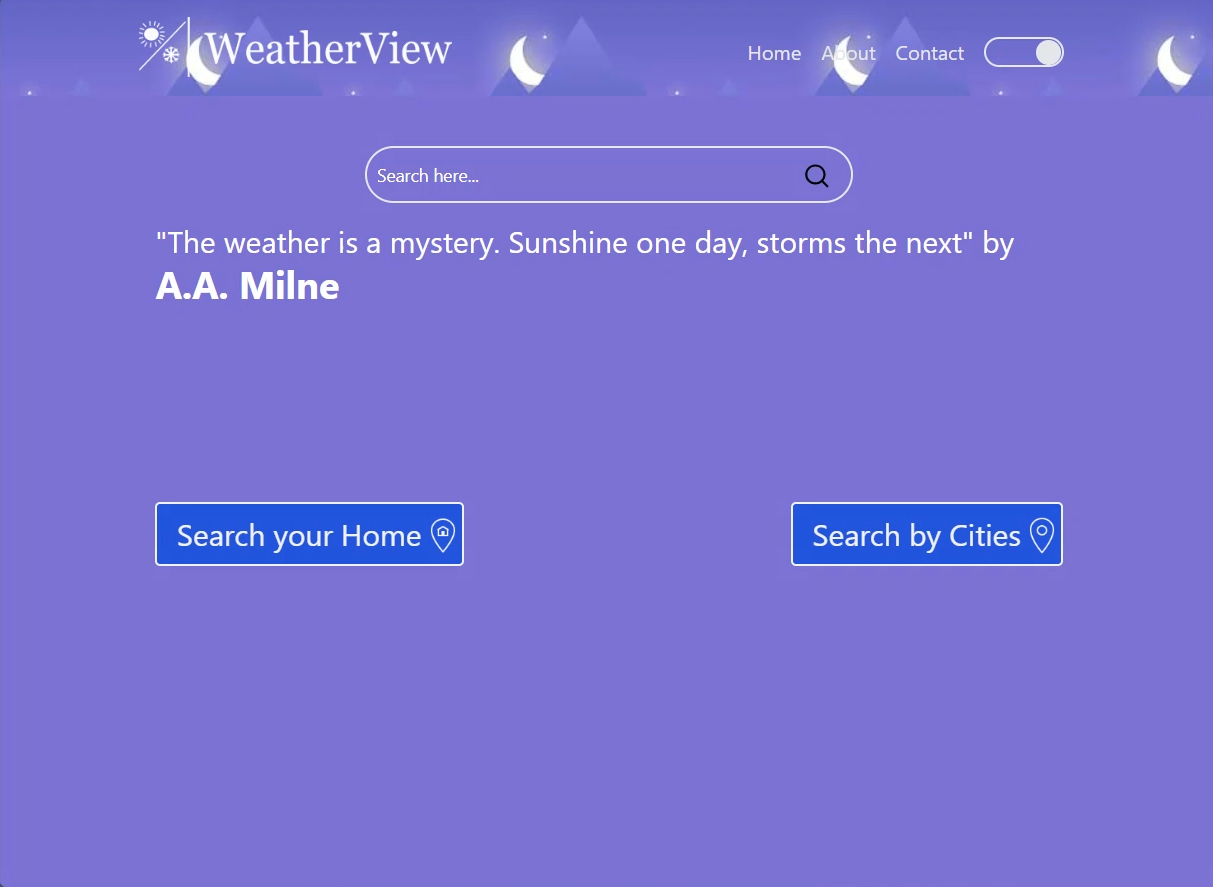 WeatherView
Home About Contact
Search here...
"The weather is a mystery. Sunshine one day, storms the next" by
A.A. Milne
Search your Home
Search by Cities